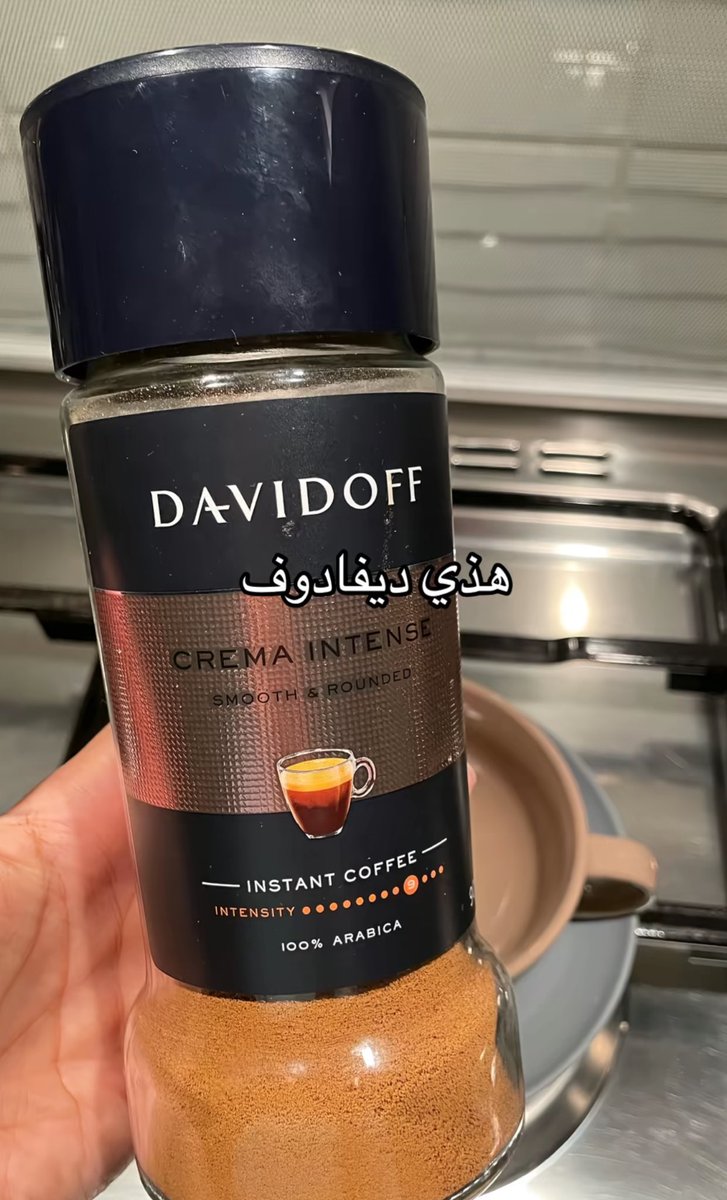 DAVIDOFF
هذي ديفادوف
CREMA INTENSE
SMOOTH & ROUNDED
INSTANT COFFEE
INTENSITY 9
100% ARABICA